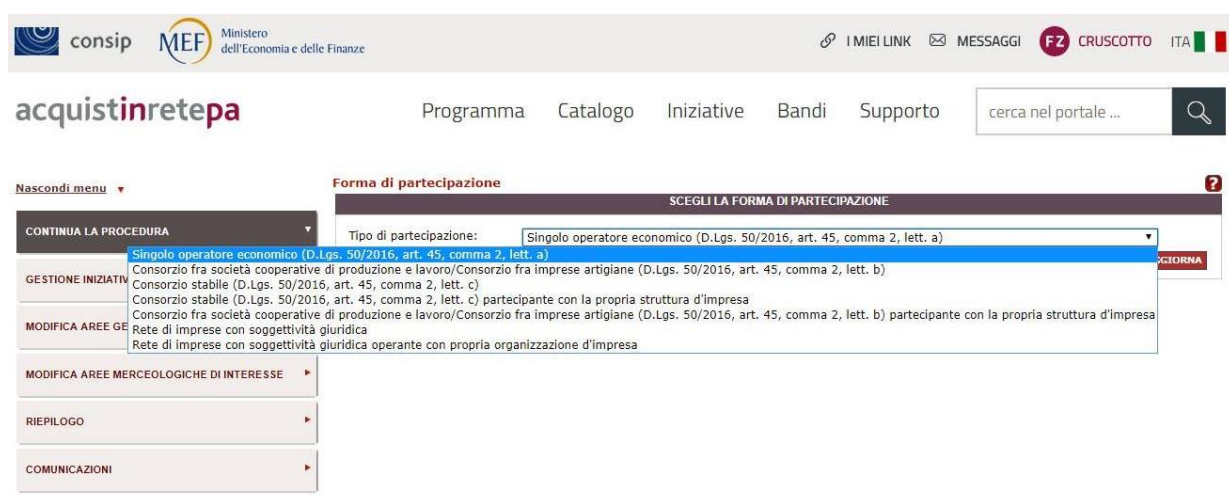 consip
MEF
Ministero
dell'Economia e delle Finanze
I MIEI LINK
MESSAGGI
FZ
CRUSCOTTO
ITA
acquistinretepa
Programma
Catalogo
Iniziative
Bandi
Supporto
cerca nel portale ...
Nascondi menu
Forma di partecipazione
?
SCEGLI LA FORMA DI PARTECIPAZIONE
CONTINUA LA PROCEDURA
Tipo di partecipazione:
Singolo operatore economico (D.Lgs. 50/2016, art. 45, comma 2, lett. a)
Singolo operatore economico (D.Lgs. 50/2016, art. 45, comma 2, lett. a)
Consorzio fra società cooperative di produzione e lavoro/Consorzio fra imprese artigiane (D.Lgs. 50/2016, art. 45, comma 2, lett. b)
Consorzio stabile (D.Lgs. 50/2016, art. 45, comma 2, lett. c)
Consorzio stabile (D.Lgs. 50/2016, art. 45, comma 2, lett. c) partecipante con la propria struttura d'impresa
Consorzio fra società cooperative di produzione e lavoro/Consorzio fra imprese artigiane (D.Lgs. 50/2016, art. 45, comma 2, lett. b) partecipante con la propria struttura d'impresa
Rete di imprese con soggettività giuridica
Rete di imprese con soggettività giuridica operante con propria organizzazione d'impresa
GIORNA
GESTIONE INIZIATIV
MODIFICA AREE GE
MODIFICA AREE MERCEOLOGICHE DI INTERESSE
RIEPILOGO
COMUNICAZIONI